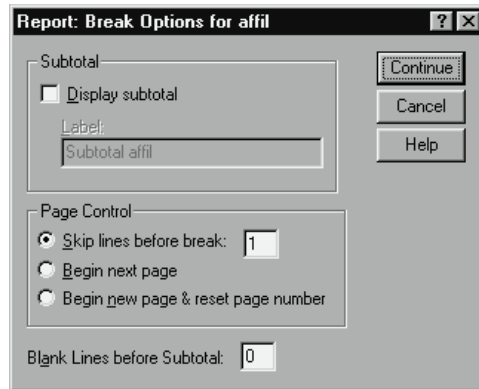 Report: Break Options for affil
Subtotal
Display subtotal
Label:
Subtotal affil
Continue
Cancel
Help
Page Control
Skip lines before break: 1
Begin next page
Begin new page & reset page number
Blank Lines before Subtotal: 0